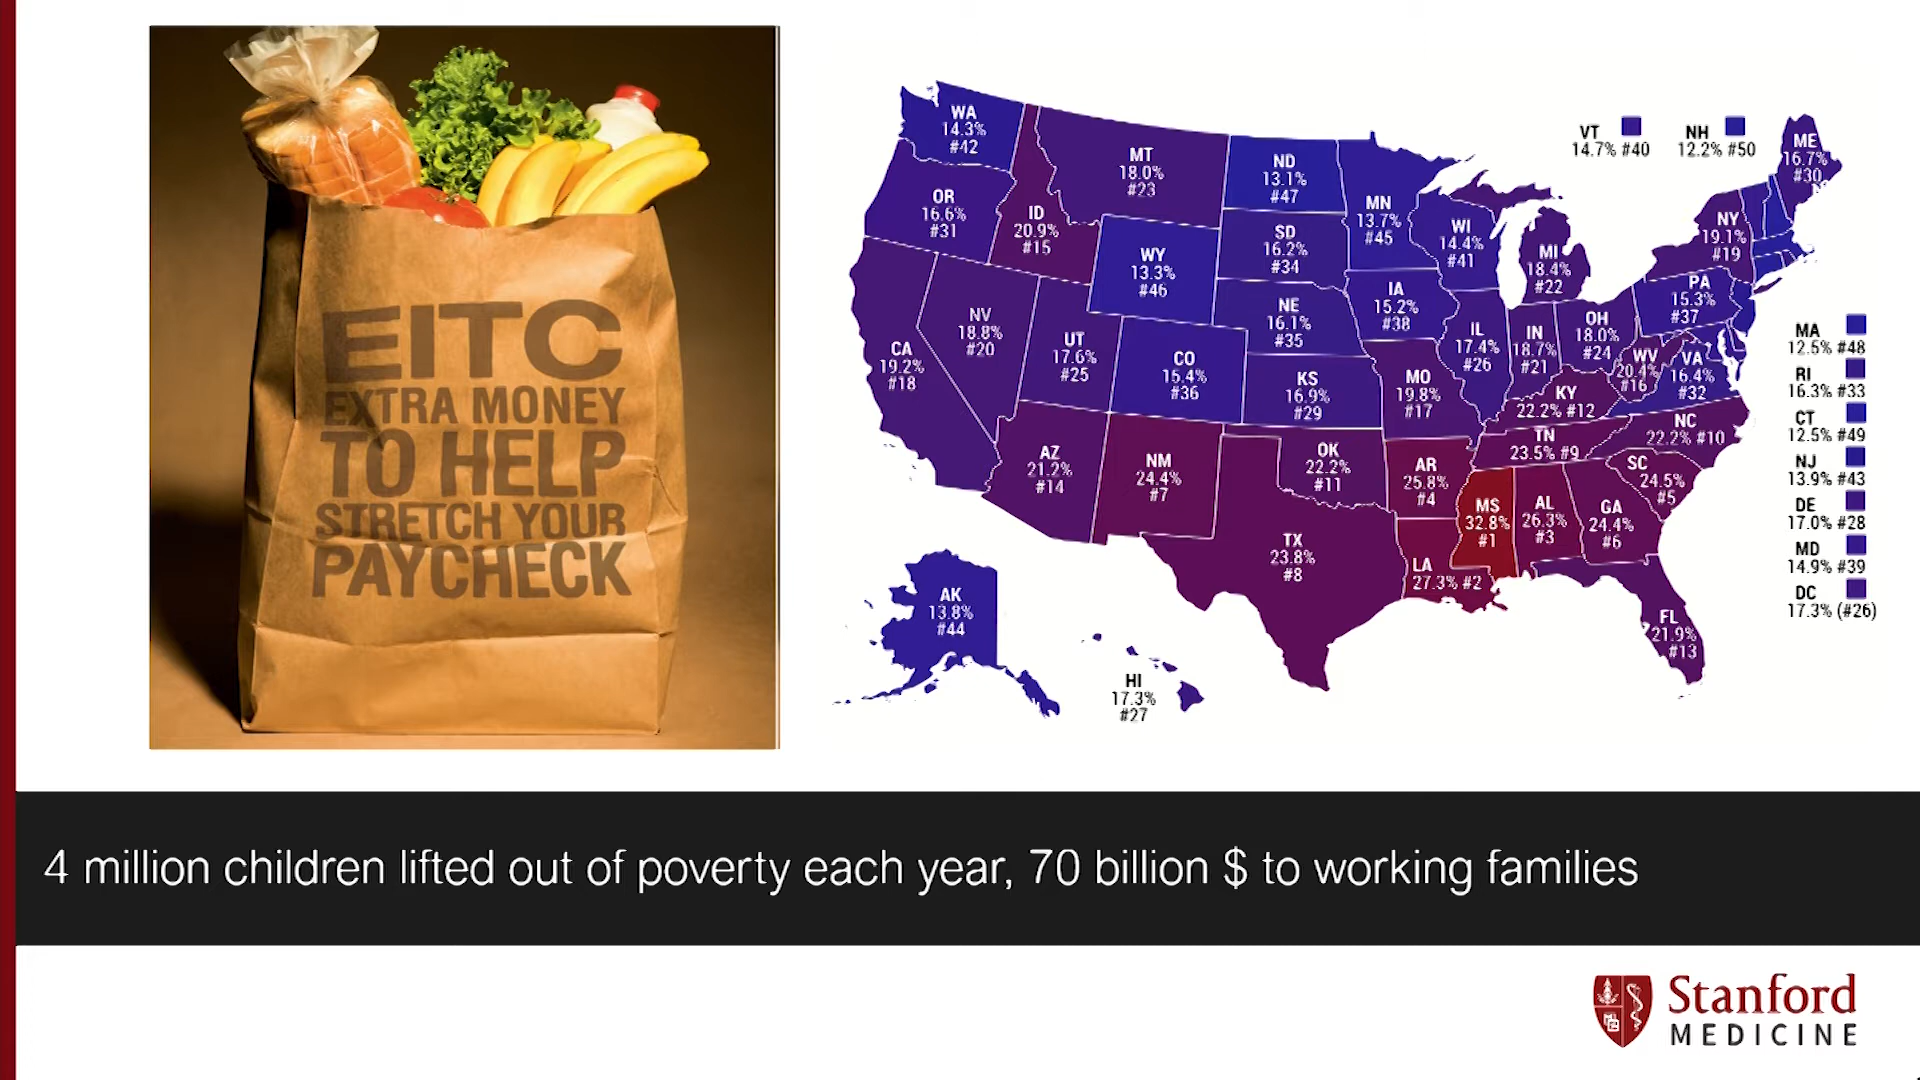 EITC
EXTRA MONEY
TO HELP
STRETCH YOUR
PAYCHECK
WA
14.3%
#42
OR
16.6%
#31
CA
19.2%
#18
NV
18.8%
#20
ID
20.9%
#15
MT
18.0%
#23
WY
13.3%
#46
UT
17.6%
#25
CO
15.4%
#36
AZ
21.2%
#14
NM
24.4%
#7
ND
13.1%
#47
SD
16.2%
#34
NE
16.1%
#35
KS
16.9%
#29
OK
22.2%
#11
TX
23.8%
#8
MN
13.7%
#45
IA
15.2%
#38
MO
19.8%
#17
AR
25.8%
#4
LA
27.3% #2
WI
14.4%
#41
IL
17.4%
#26
MI
18.4%
#22
IN
18.7%
#21
OH
18.0%
#24
KY
22.2% #12
TN
23.5% #9
MS
32.8%
#1
AL
26.3%
#3
GA
24.4%
#6
FL
21.9%
#13
SC
24.5%
#5
NC
22.2% #10
WV
20.4%
#16
VA
16.4%
#32
PA
15.3%
#37
NY
19.1%
#19
ME
16.7%
#30
VT
14.7% #40
NH
12.2% #50
MA
12.5% #48
RI
16.3% #33
CT
12.5% #49
NJ
13.9% #43
DE
17.0% #28
MD
14.9% #39
DC
17.3% (#26)
AK
13.8%
#44
HI
17.3%
#27
4 million children lifted out of poverty each year, 70 billion $ to working families
Stanford
MEDICINE